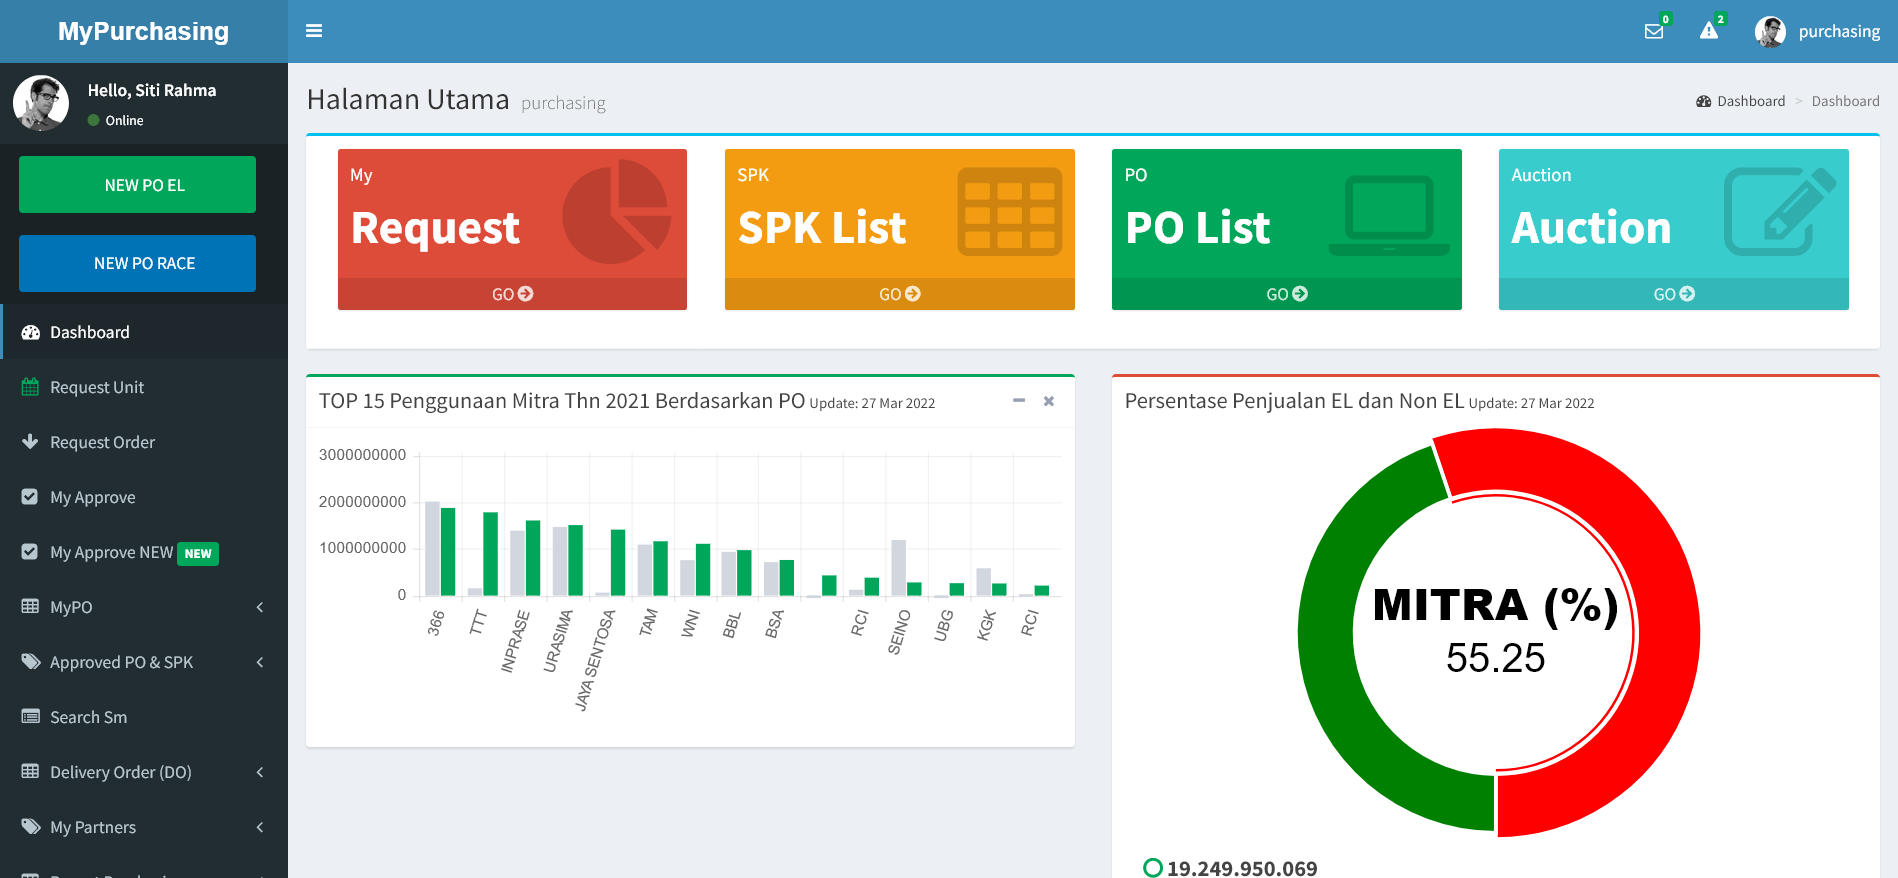 MyPurchasing
0
2
purchasing
Hello, Siti Rahma
Online
NEW PO EL
NEW PO RACE
Dashboard
Request Unit
Request Order
My Approve
My Approve NEW NEW
MyPO
Approved PO & SPK
Search Sm
Delivery Order (DO)
My Partners
Halaman Utama purchasing
Dashboard > Dashboard
My
Request
GO
SPK
SPK List
GO
PO
PO List
GO
Auction
Auction
GO
TOP 15 Penggunaan Mitra Thn 2021 Berdasarkan PO Update: 27 Mar 2022
3000000000
2000000000
1000000000
0
366
TTT
INPRASE
URASIMA
JAYA SENTOSA
TAM
WNI
BBL
BSA
RCI
SEINO
UBG
KGK
RCI
Persentase Penjualan EL dan Non EL Update: 27 Mar 2022
MITRA (%)
55.25
19.249.950.069